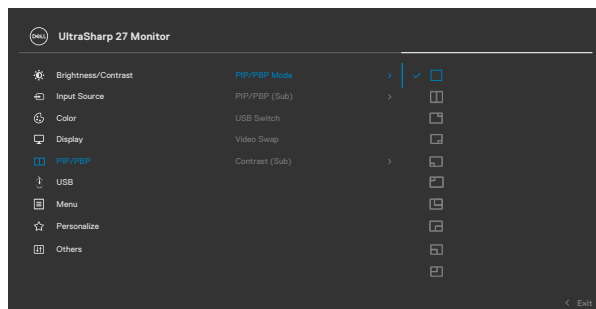 DELL UltraSharp 27 Monitor
Brightness/Contrast PIP/PBP Mode >
Input Source PIP/PBP (Sub) >
Color USB Switch
Display Video Swap
PIP/PBP Contrast (Sub) >
USB
Menu
Personalize
Others
< Exit